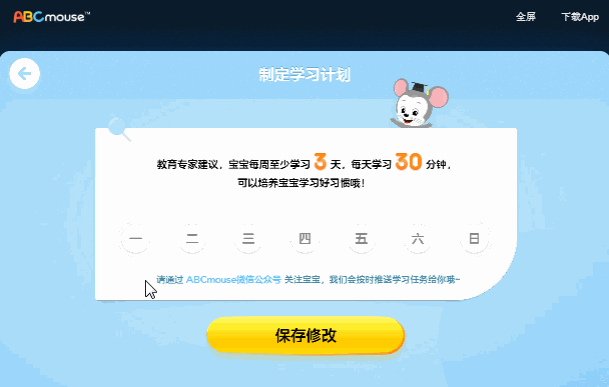 ABCmouse™
全屏
下载App
制定学习计划
教育专家建议，宝宝每周至少学习 3 天，每天学习 30 分钟，
可以培养宝宝学习好习惯哦！
一 二 三 四 五 六 日
请通过 ABCmouse微信公众号 关注宝宝，我们会按时推送学习任务给你哦~
保存修改